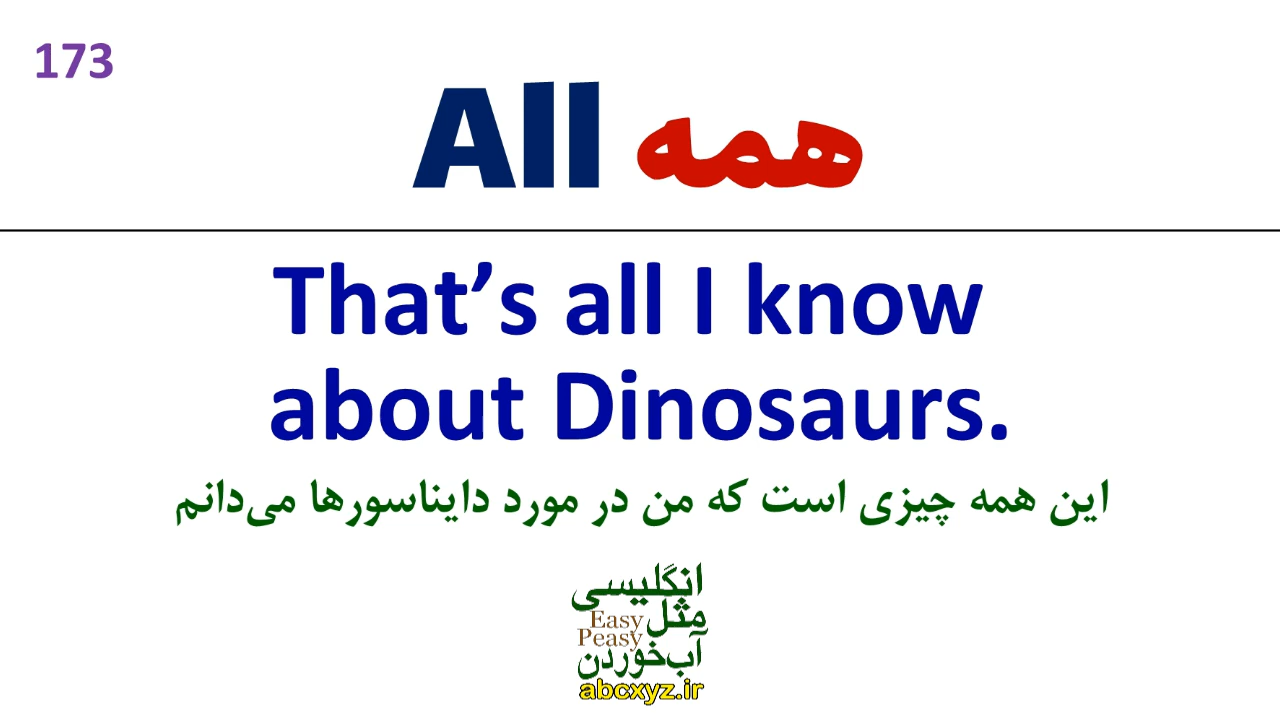 173
All همه
That’s all I know
about Dinosaurs.
این همه چیزی است که من در مورد دایناسورها می‌دانم
انگلیسی
مثل Easy
Peasy
آب‌خوردن
abcxyz.ir